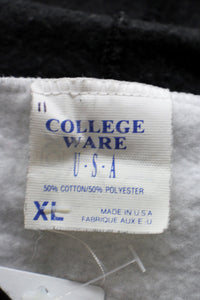 COLLEGE
WARE
U·S·A
50% COTTON/50% POLYESTER
XL
MADE IN U.S.A
FABRIQUE AUX E-U